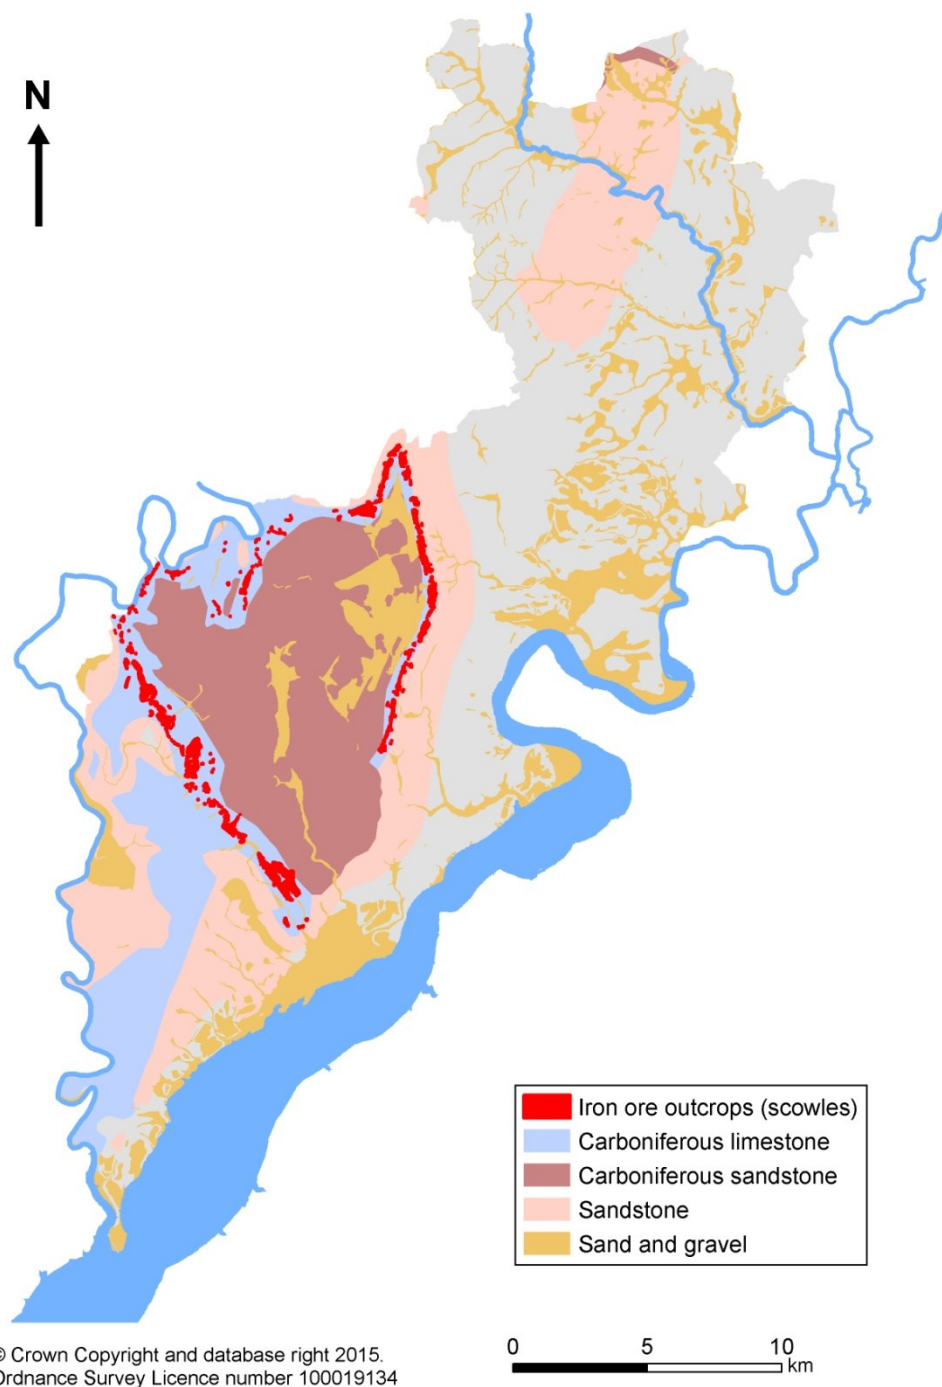 N
Iron ore outcrops (scowles)
Carboniferous limestone
Carboniferous sandstone
Sandstone
Sand and gravel
© Crown Copyright and database right 2015.
Ordnance Survey Licence number 100019134
0 5 10
km